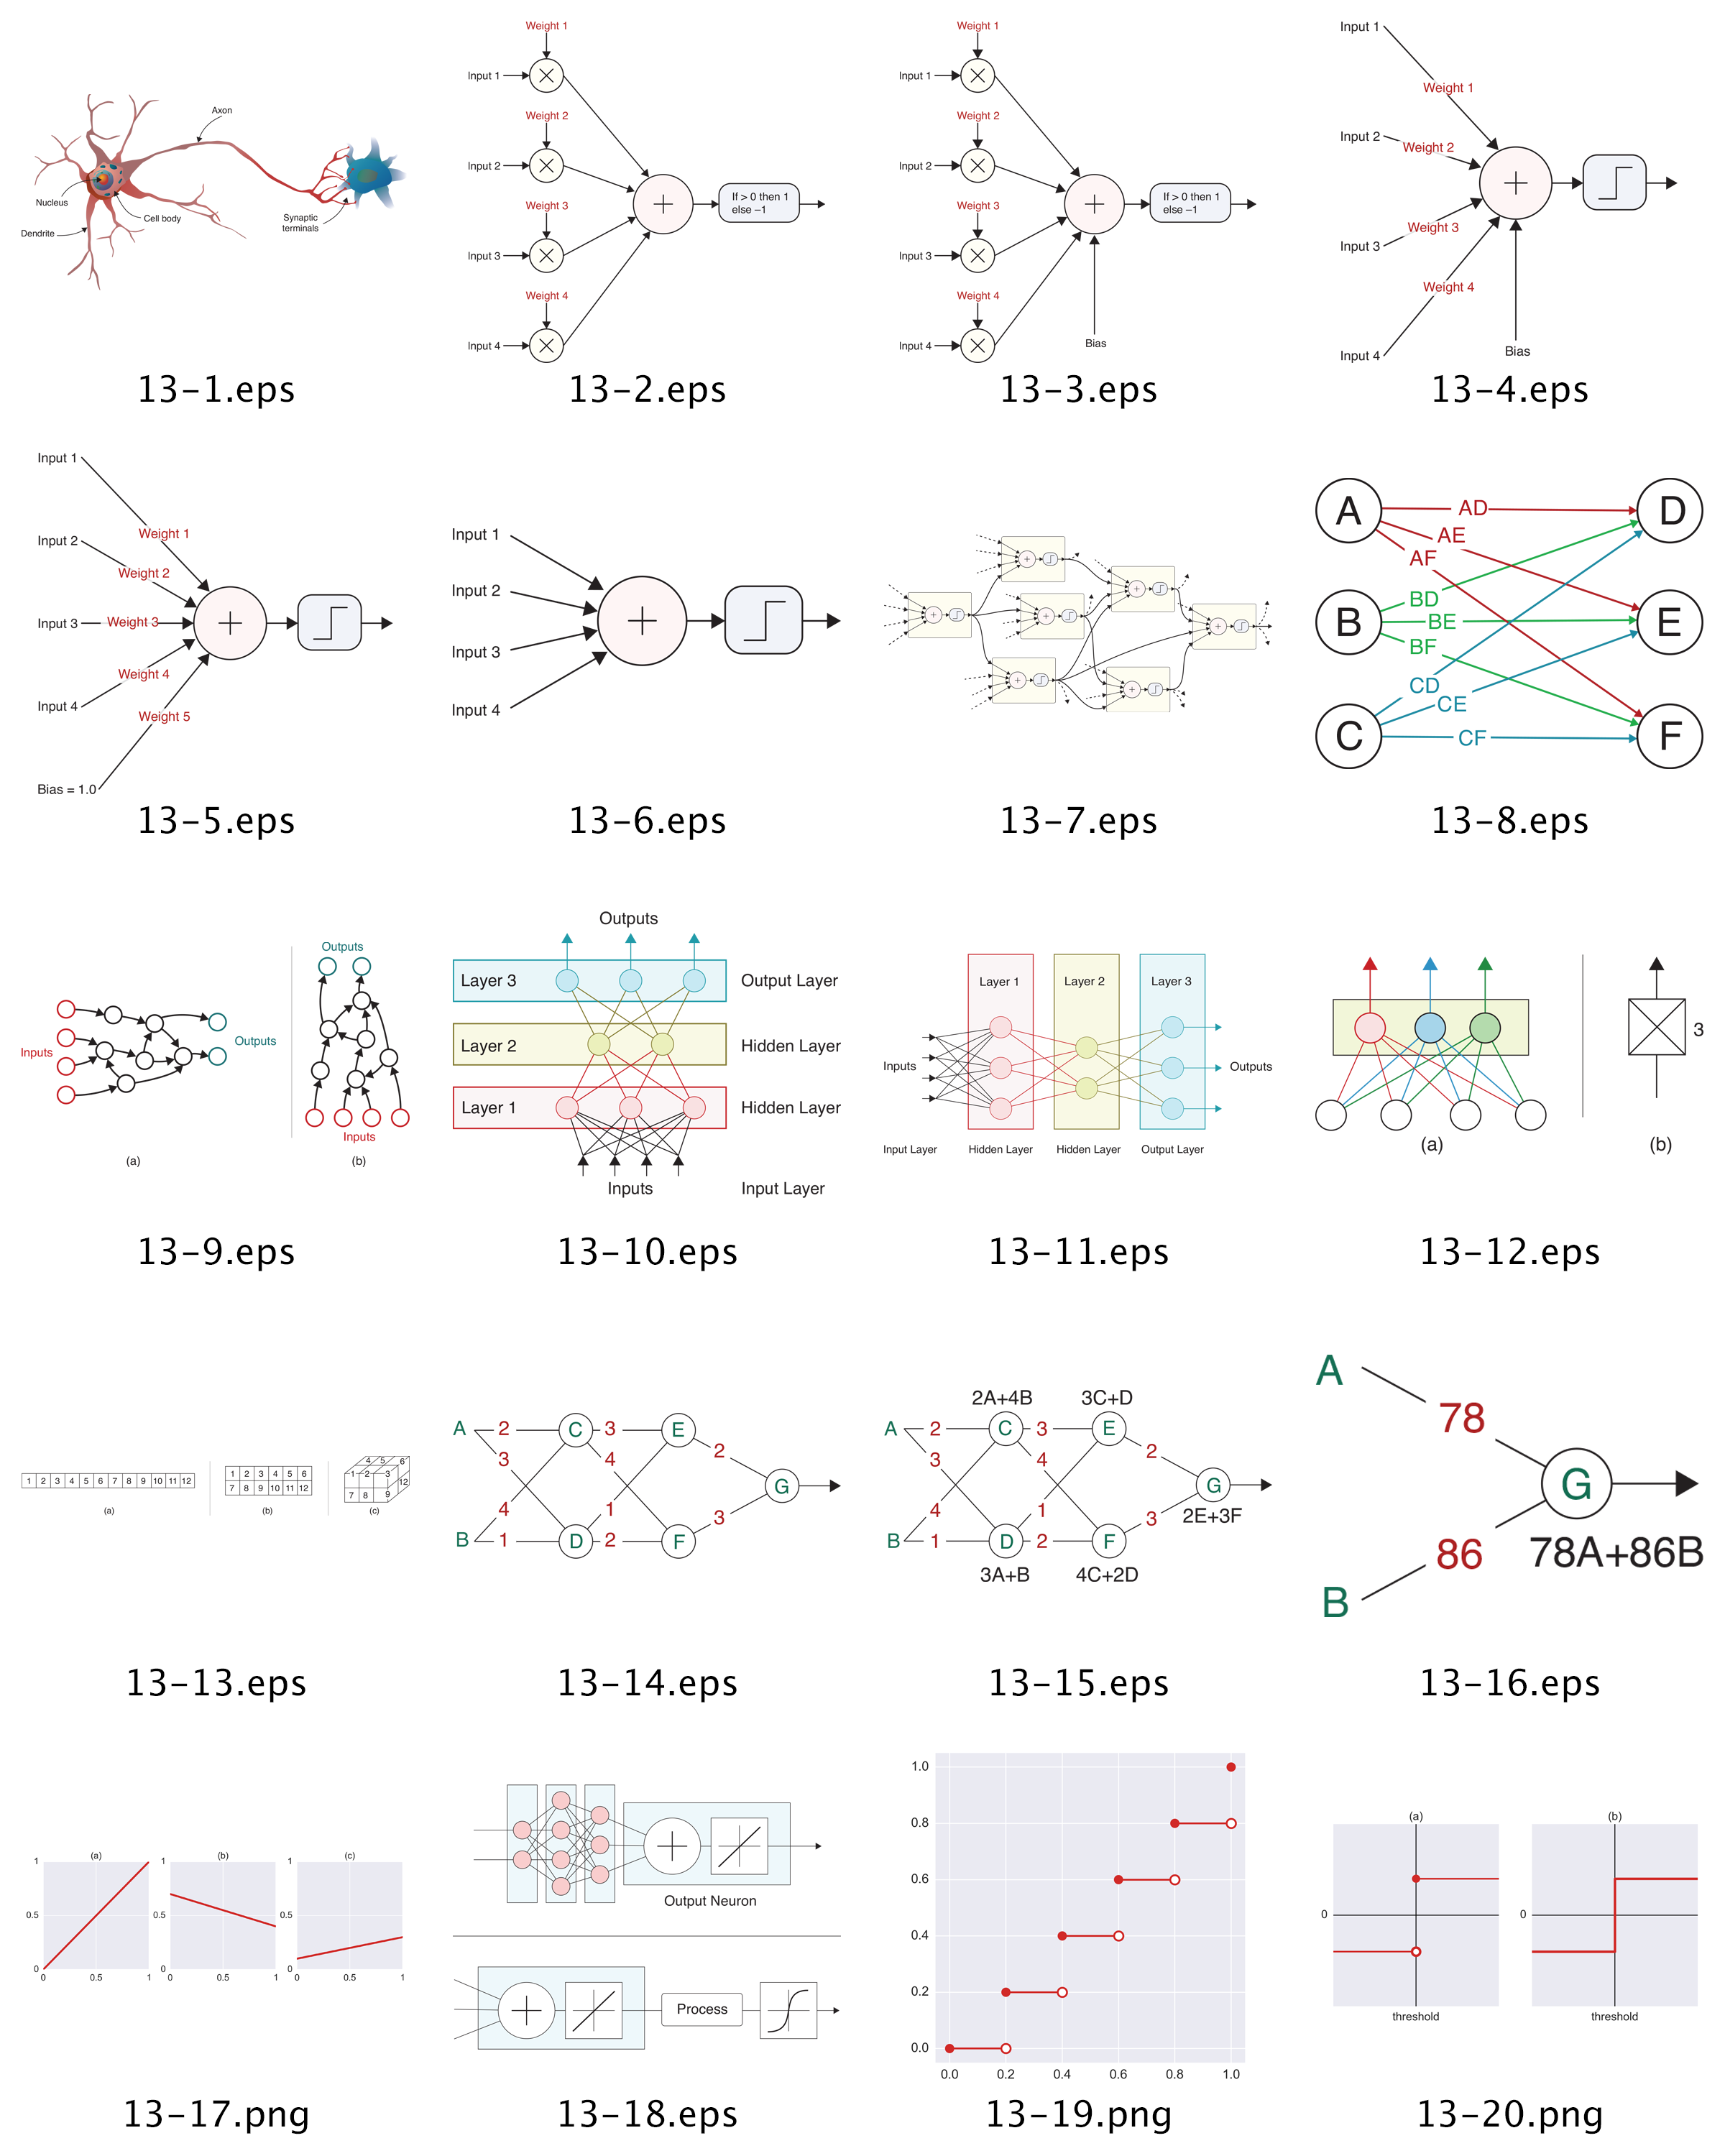 Axon
Nucleus
Cell body
Dendrite
Synaptic
terminals
13-1.eps
Weight 1
Input 1
Weight 2
Input 2
Weight 3
If > 0 then 1
else –1
Input 3
Weight 4
Input 4
13-2.eps
Weight 1
Input 1
Weight 2
Input 2
Weight 3
If > 0 then 1
else –1
Input 3
Weight 4
Input 4
Bias
13-3.eps
Input 1
Weight 1
Input 2
Weight 2
Weight 3
Input 3
Weight 4
Input 4
Bias
13-4.eps
Input 1
Weight 1
Input 2
Weight 2
Input 3
Weight 3
Weight 4
Input 4
Weight 5
Bias = 1.0
13-5.eps
Input 1
Input 2
Input 3
Input 4
13-6.eps
13-7.eps
A
AD
D
AE
AF
BD
B
BE
E
BF
CD
CE
C
CF
F
13-8.eps
Inputs
Outputs
(a)
Outputs
Inputs
(b)
13-9.eps
Outputs
Layer 3
Output Layer
Layer 2
Hidden Layer
Layer 1
Hidden Layer
Inputs
Input Layer
13-10.eps
Layer 1
Layer 2
Layer 3
Inputs
Outputs
Input Layer
Hidden Layer
Hidden Layer
Output Layer
13-11.eps
3
(a)
(b)
13-12.eps
1 2 3 4 5 6 7 8 9 10 11 12
(a)
1 2 3 4 5 6
7 8 9 10 11 12
(b)
4 5 6
1 2 3
12
7 8 9
(c)
13-13.eps
A 2 C 3 E
3 4 2
G
4 1 3
B 1 D 2 F
13-14.eps
2A+4B 3C+D
A 2 C 3 E
3 4 2
G
2E+3F
4 1 3
B 1 D 2 F
3A+B 4C+2D
13-15.eps
A
78
G
86
78A+86B
B
13-16.eps
(a)
1
0.5
0
0 0.5 1
(b)
1
0.5
0
0 0.5 1
(c)
1
0.5
0
0 0.5 1
13-17.png
Output Neuron
Process
13-18.eps
1.0
0.8
0.6
0.4
0.2
0.0
0.0 0.2 0.4 0.6 0.8 1.0
13-19.png
(a)
0
threshold
(b)
0
threshold
13-20.png